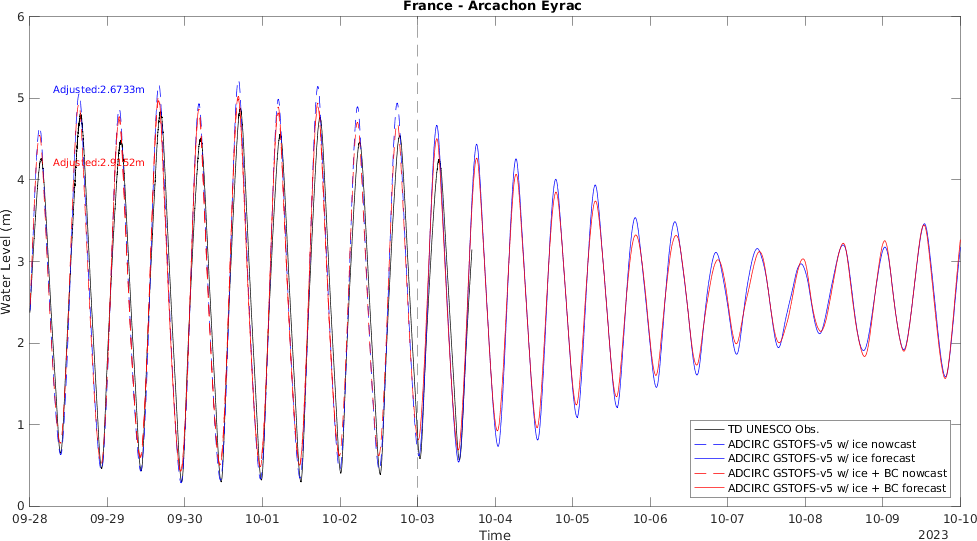 France - Arcachon Eyrac
6
5
4
3
2
1
0
Water Level (m)
Adjusted:2.6733m
Adjusted:2.9152m
TD UNESCO Obs.
ADCIRC GSTOFS-v5 w/ ice nowcast
ADCIRC GSTOFS-v5 w/ ice forecast
ADCIRC GSTOFS-v5 w/ ice + BC nowcast
ADCIRC GSTOFS-v5 w/ ice + BC forecast
09-28 09-29 09-30 10-01 10-02 10-03 10-04 10-05 10-06 10-07 10-08 10-09 10-10
Time
2023